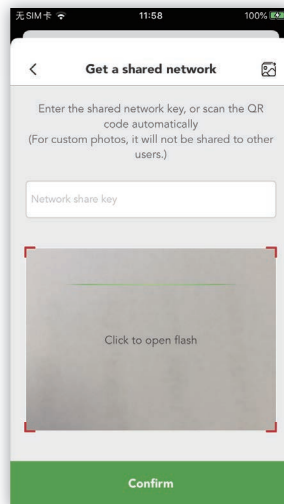 无SIM卡 11:58 100%
Get a shared network
Enter the shared network key, or scan the QR
code automatically
(For custom photos, it will not be shared to other
users.)
Network share key
Click to open flash
Confirm